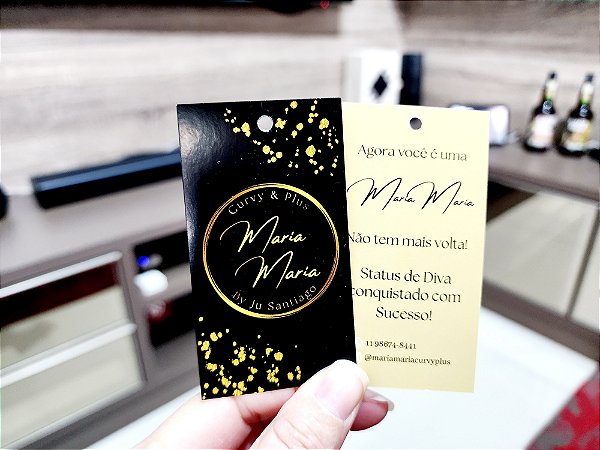 Curvy & Plus
Maria
Maria
By Ju Santiago
Agora você é uma
Maria Maria
Não tem mais volta!
Status de Diva
conquistado com
Sucesso!
11 98674-8441
@mariamariacurvyplus